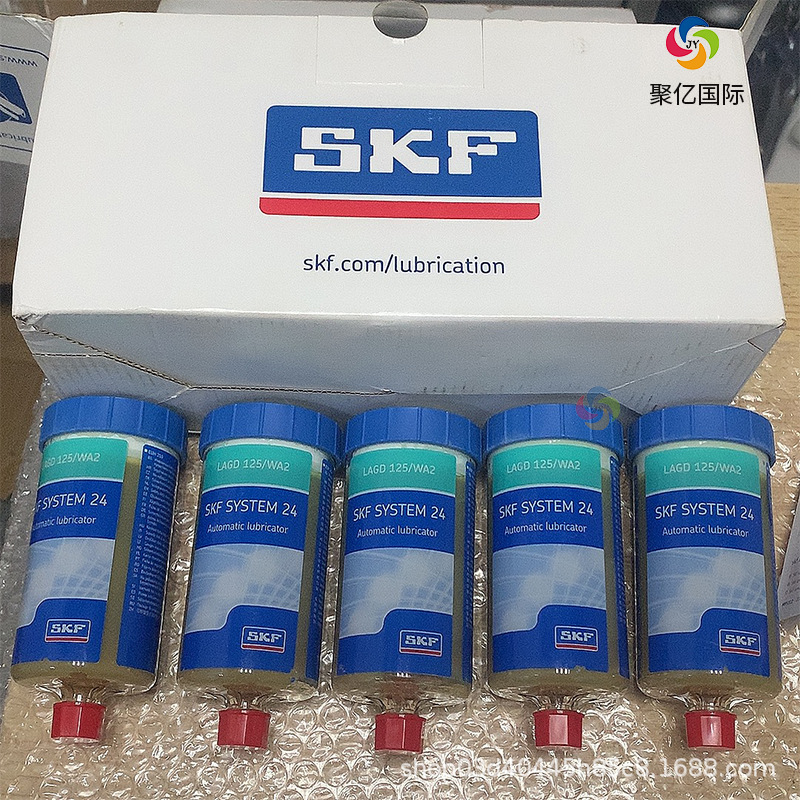 JY
聚亿国际
SKF
skf.com/lubrication
LAGD 125/WA2
F SYSTEM 24
tomatic lubricator
SKF
LAGD 125/WA2
SKF SYSTEM 24
Automatic lubricator
SKF
LAGD 125/WA2
SKF SYSTEM 24
Automatic lubricator
SKF
LAGD 125/WA2
SKF SYSTEM 24
Automatic lubricator
SKF
LAGD 125/WA2
SKF SYSTEM 24
Automatic lubricator
SKF